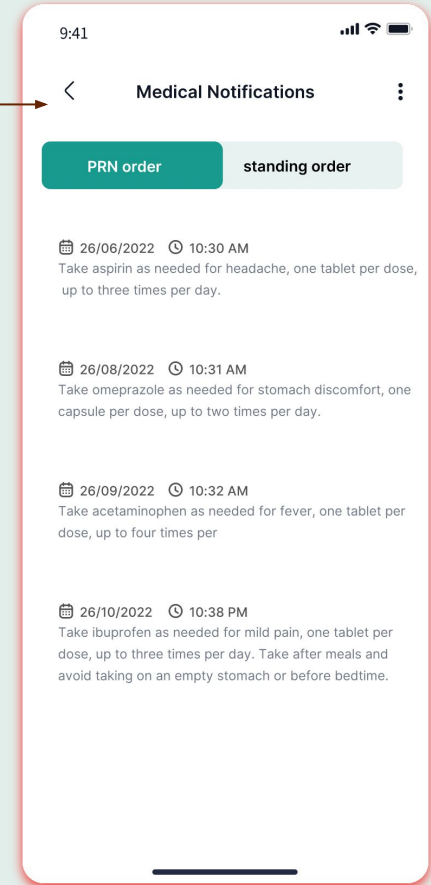 9:41
Medical Notifications
PRN order standing order
26/06/2022 10:30 AM
Take aspirin as needed for headache, one tablet per dose,
up to three times per day.
26/08/2022 10:31 AM
Take omeprazole as needed for stomach discomfort, one
capsule per dose, up to two times per day.
26/09/2022 10:32 AM
Take acetaminophen as needed for fever, one tablet per
dose, up to four times per
26/10/2022 10:38 PM
Take ibuprofen as needed for mild pain, one tablet per
dose, up to three times per day. Take after meals and
avoid taking on an empty stomach or before bedtime.